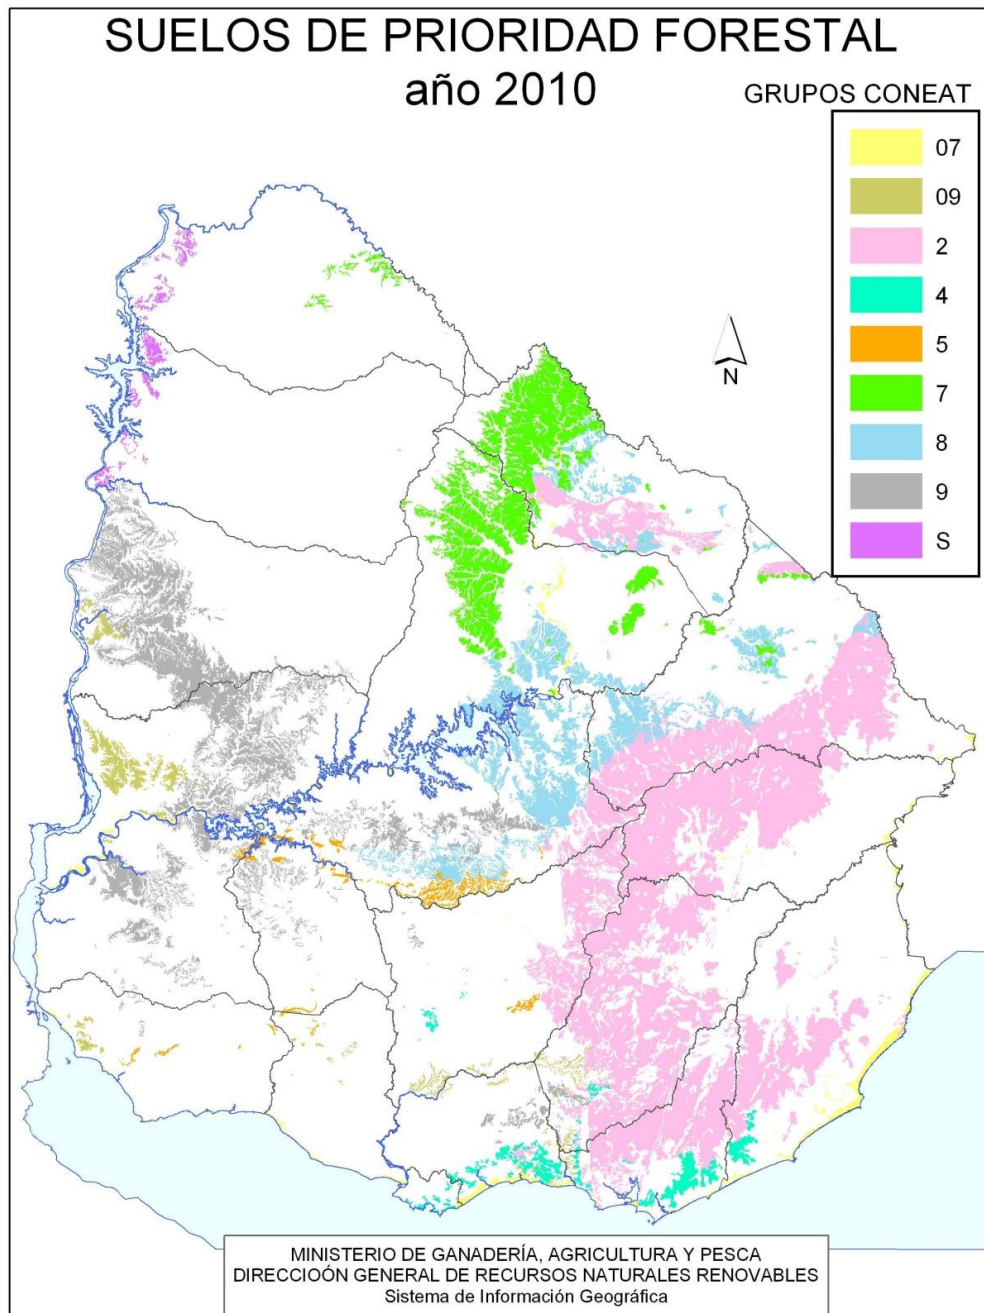 SUELOS DE PRIORIDAD FORESTAL
año 2010
GRUPOS CONEAT
07
09
2
4
5
7
8
9
S
N
MINISTERIO DE GANADERÍA, AGRICULTURA Y PESCA
DIRECCIOÓN GENERAL DE RECURSOS NATURALES RENOVABLES
Sistema de Información Geográfica